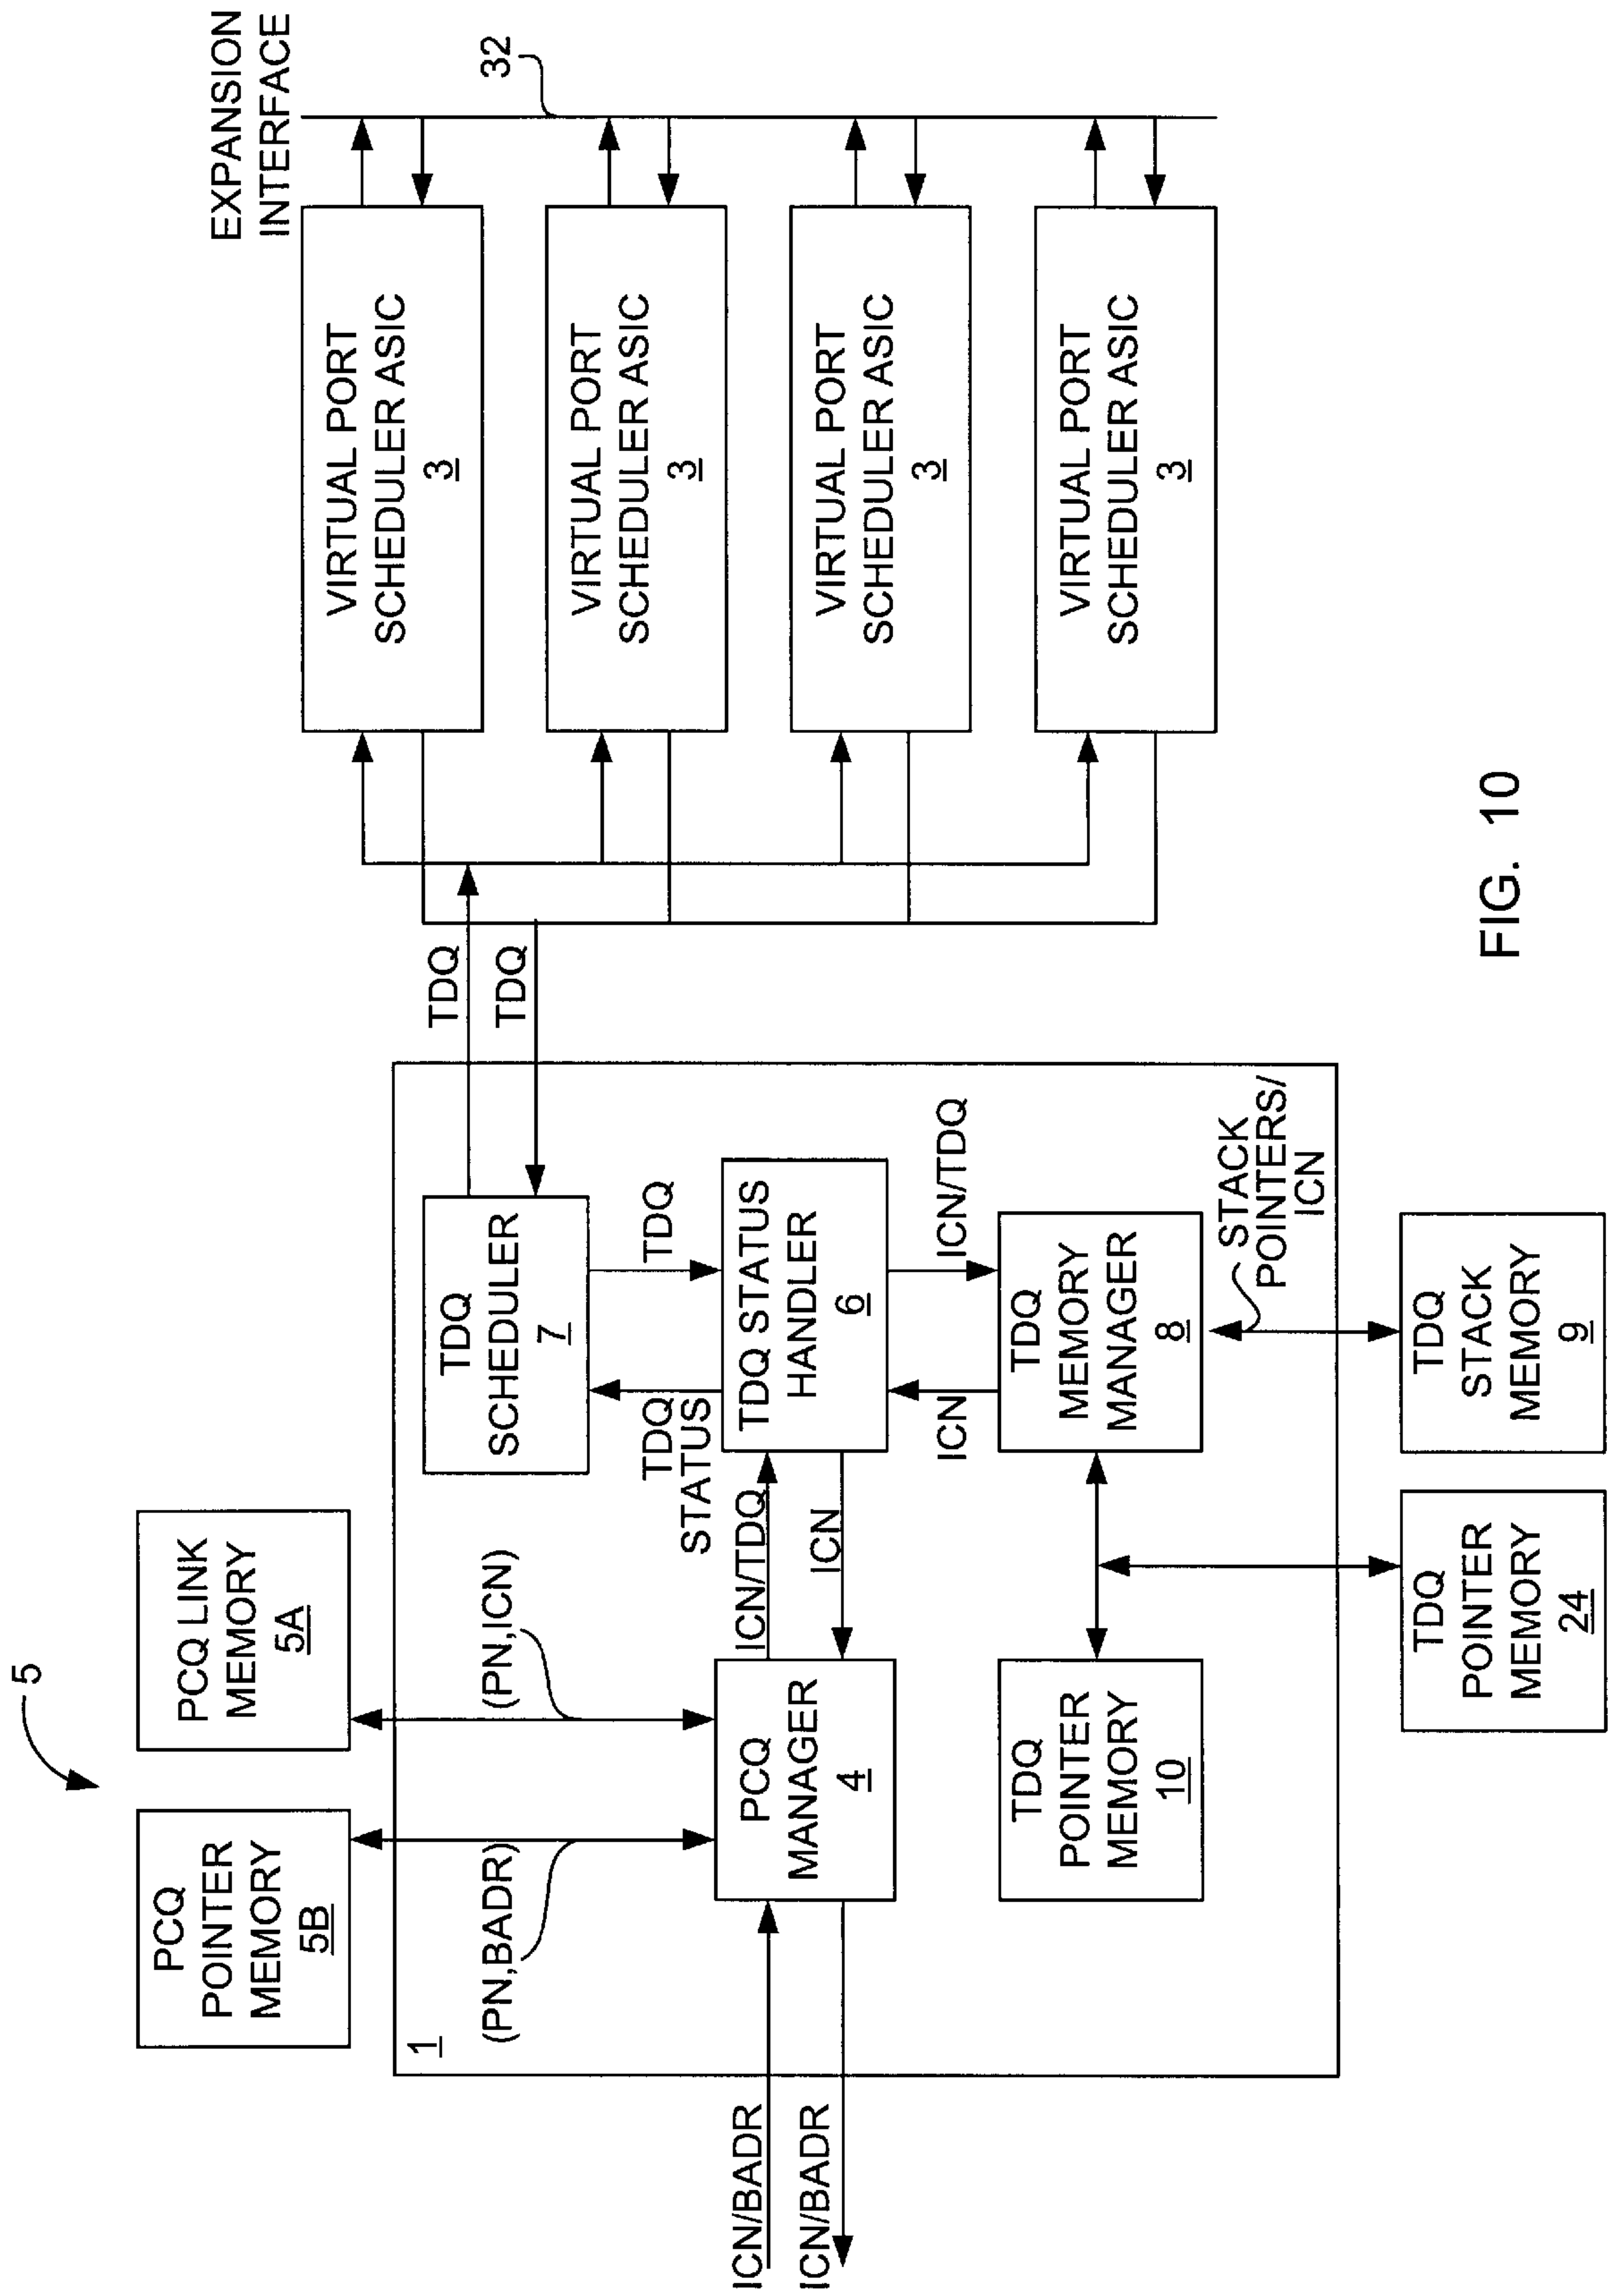 5
PCQ
POINTER
MEMORY
5B
PCQ LINK
MEMORY
5A
EXPANSION
INTERFACE
32
1
(PN,BADR)
(PN,ICN)
ICN/BADR
ICN/BADR
PCQ
MANAGER
4
ICN/TDQ
ICN
TDQ
SCHEDULER
7
TDQ
STATUS
TDQ
TDQ STATUS
HANDLER
6
ICN
ICN/TDQ
TDQ
MEMORY
MANAGER
8
TDQ
POINTER
MEMORY
10
STACK
POINTERS/
ICN
TDQ
POINTER
MEMORY
24
TDQ
STACK
MEMORY
9
TDQ
TDQ
VIRTUAL PORT
SCHEDULER ASIC
3
VIRTUAL PORT
SCHEDULER ASIC
3
VIRTUAL PORT
SCHEDULER ASIC
3
VIRTUAL PORT
SCHEDULER ASIC
3
FIG. 10